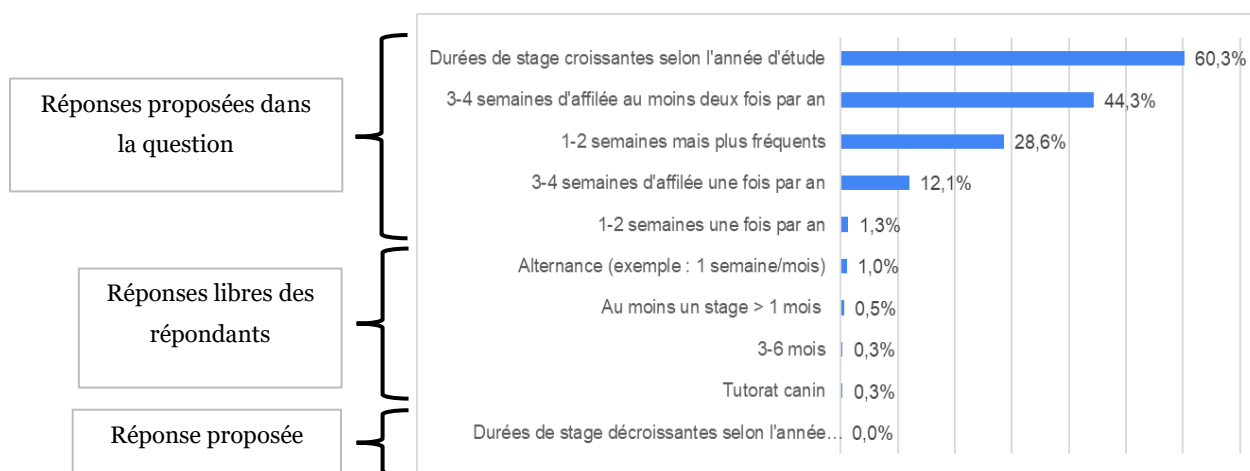 Réponses proposées dans
la question
Réponses libres des
répondants
Réponse proposée
Durées de stage croissantes selon l'année d'étude 60,3%
3-4 semaines d'affilée au moins deux fois par an 44,3%
1-2 semaines mais plus fréquents 28,6%
3-4 semaines d'affilée une fois par an 12,1%
1-2 semaines une fois par an 1,3%
Alternance (exemple : 1 semaine/mois) 1,0%
Au moins un stage > 1 mois 0,5%
3-6 mois 0,3%
Tutorat canin 0,3%
Durées de stage décroissantes selon l'année… 0,0%